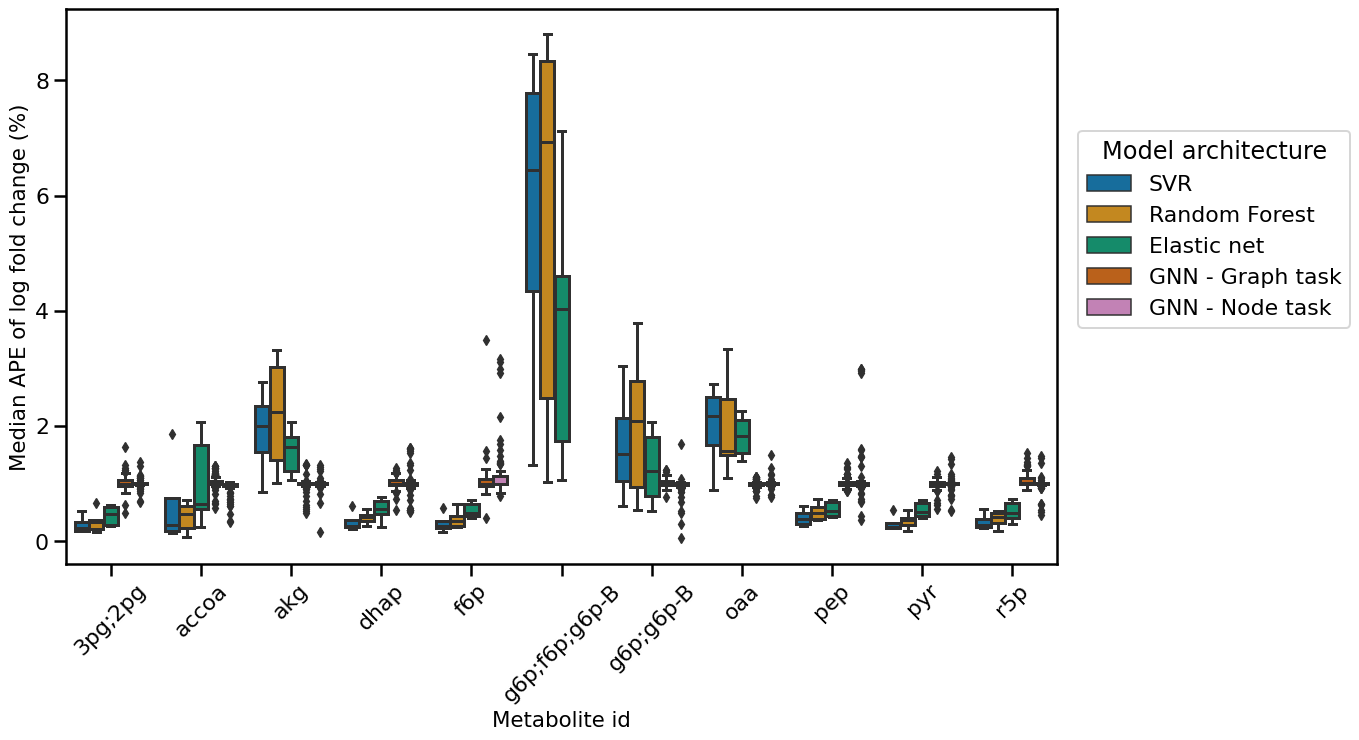 Median APE of log fold change (%)
8
6
4
2
0
3pg;2pg
accoa
akg
dhap
f6p
g6p;f6p;g6p-B
g6p;g6p-B
oaa
pep
pyr
r5p
Metabolite id
Model architecture
SVR
Random Forest
Elastic net
GNN - Graph task
GNN - Node task